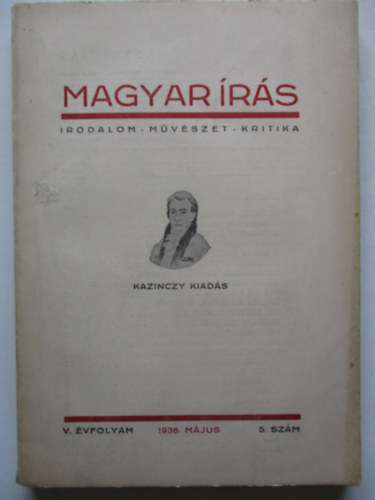 MAGYAR ÍRÁS
IRODALOM · MŰVÉSZET · KRITIKA
KAZINCZY KIADÁS
V. ÉVFOLYAM 1936. MÁJUS 5. SZÁM